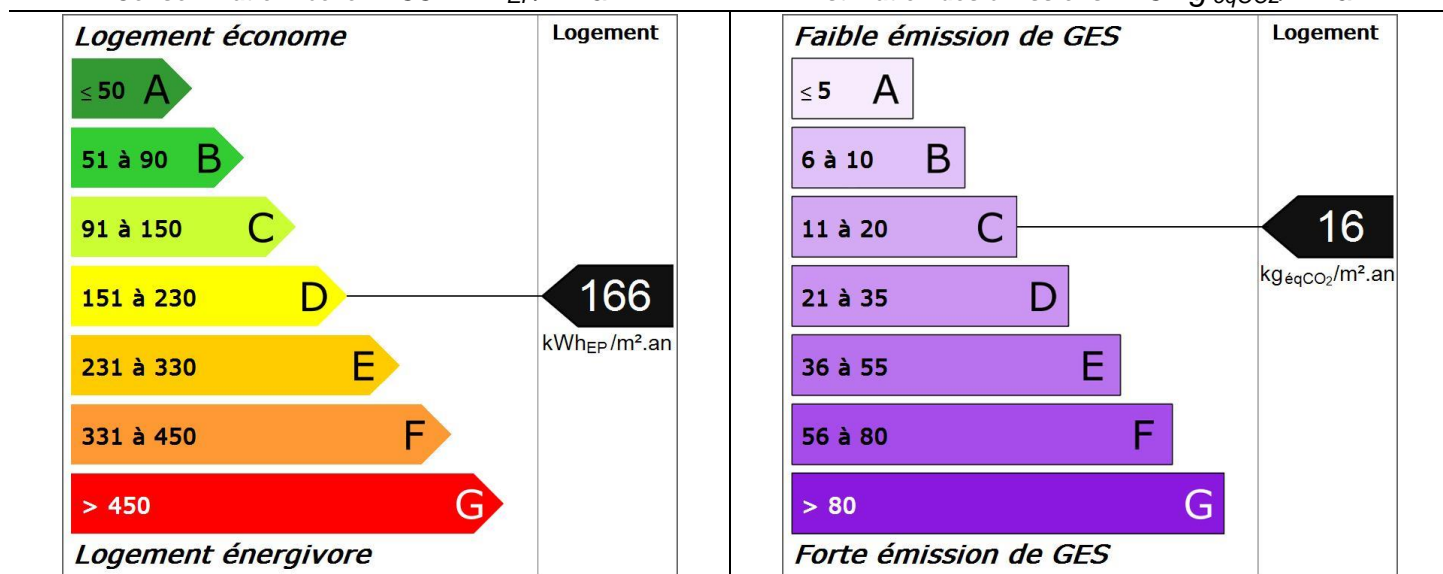 Logement économe
Logement
≤ 50 A
51 à 90 B
91 à 150 C
151 à 230 D
231 à 330 E
331 à 450 F
> 450 G
166
kWhEP/m².an
Logement énergivore
Faible émission de GES
Logement
≤ 5 A
6 à 10 B
11 à 20 C
21 à 35 D
36 à 55 E
56 à 80 F
> 80 G
16
kgéqCO₂/m².an
Forte émission de GES